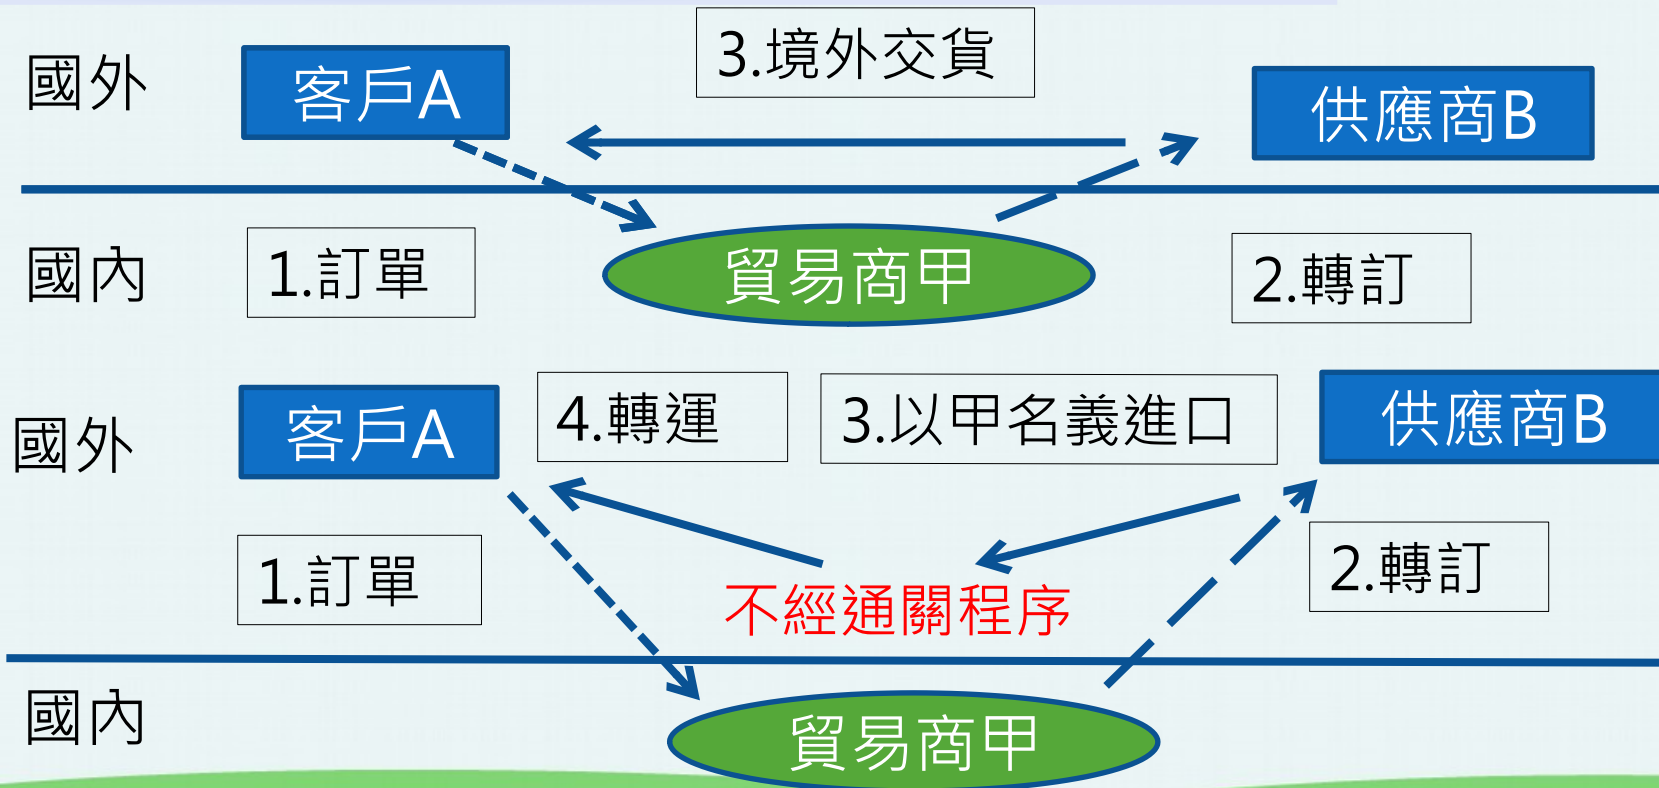 3.境外交貨
國外
客戶A
供應商B
國內
1.訂單
貿易商甲
2.轉訂
國外
客戶A
4.轉運
3.以甲名義進口
供應商B
1.訂單
不經通關程序
2.轉訂
國內
貿易商甲